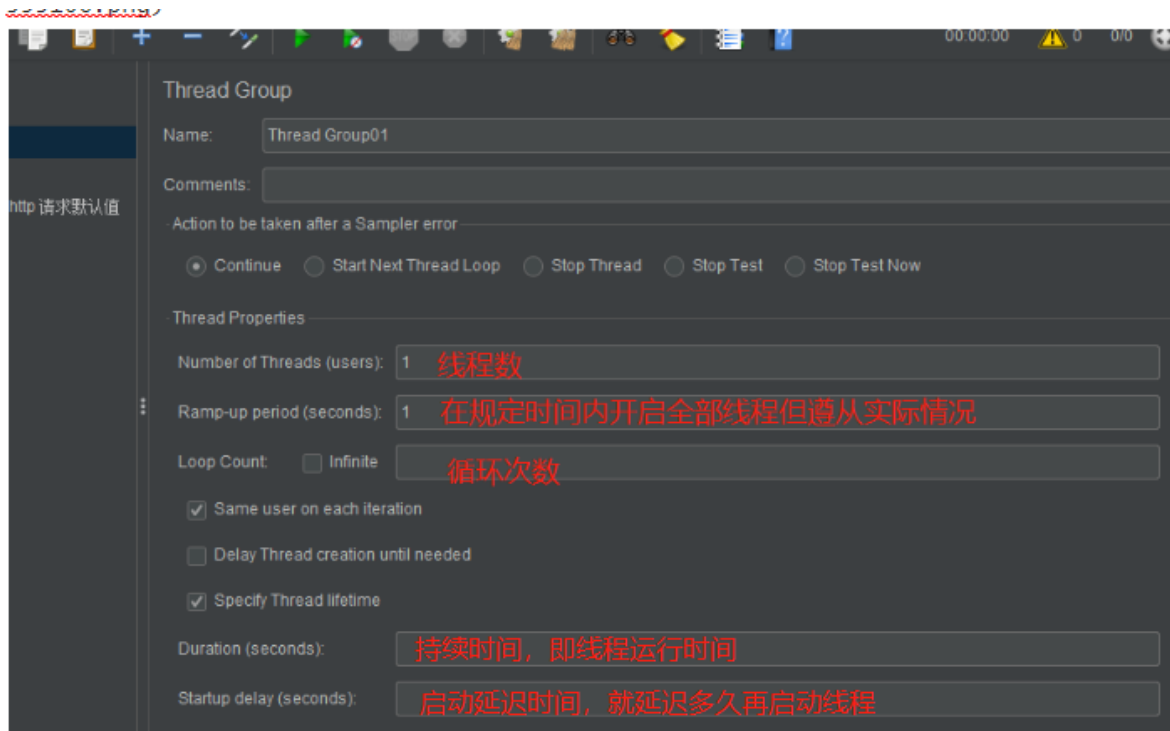 00:00:00 0 0/0
Thread Group
Name: Thread Group01
Comments:
http 请求默认值
Action to be taken after a Sampler error
Continue Start Next Thread Loop Stop Thread Stop Test Stop Test Now
Thread Properties
Number of Threads (users): 1 线程数
Ramp-up period (seconds): 1 在规定时间内开启全部线程但遵从实际情况
Loop Count: Infinite 循环次数
Same user on each iteration
Delay Thread creation until needed
Specify Thread lifetime
Duration (seconds): 持续时间，即线程运行时间
Startup delay (seconds): 启动延迟时间，就延迟多久再启动线程